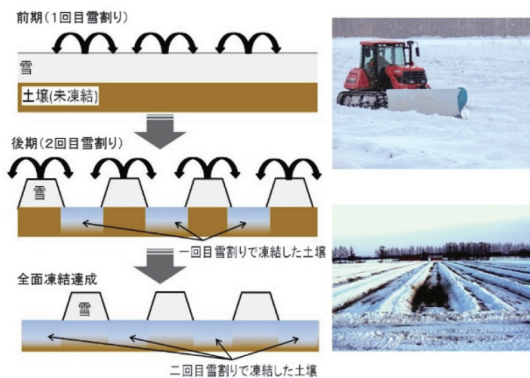 前期(1回目雪割り)
雪
土壌(未凍結)
後期(2回目雪割り)
雪
一回目雪割りで凍結した土壌
全面凍結達成
雪
二回目雪割りで凍結した土壌